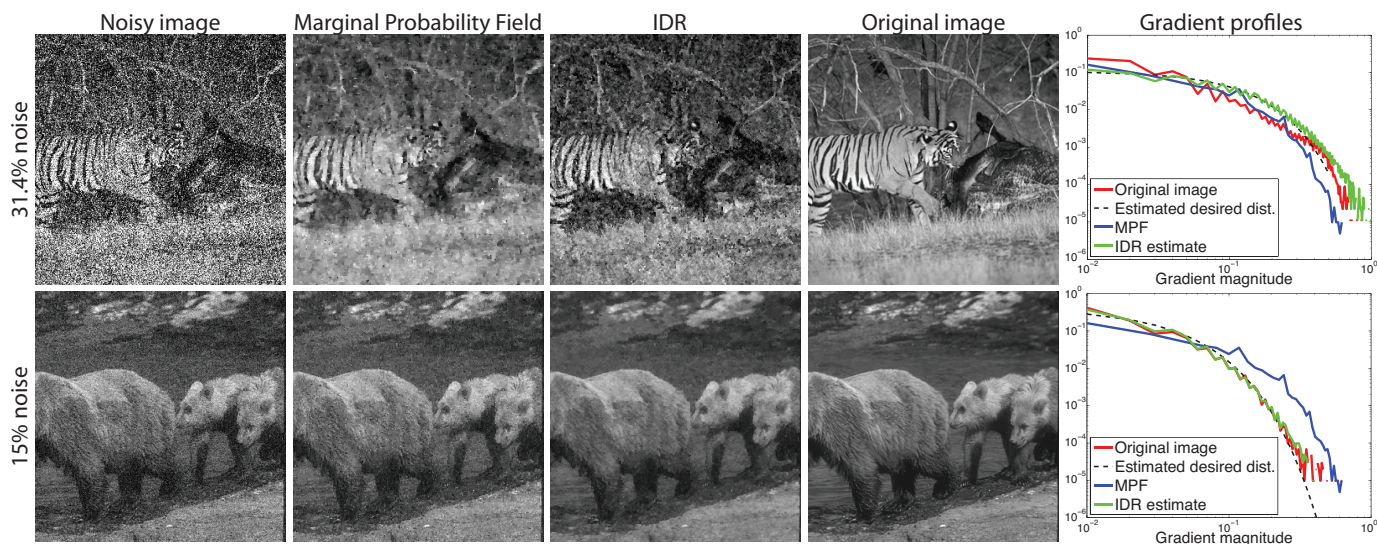 Noisy image
Marginal Probability Field
IDR
Original image
Gradient profiles
31.4% noise
10⁰
10⁻¹
10⁻²
10⁻³
10⁻⁴
10⁻⁵
10⁻⁶
Original image
Estimated desired dist.
MPF
IDR estimate
10⁻²
10⁻¹
10⁰
Gradient magnitude
15% noise
10⁰
10⁻¹
10⁻²
10⁻³
10⁻⁴
10⁻⁵
10⁻⁶
Original image
Estimated desired dist.
MPF
IDR estimate
10⁻²
10⁻¹
10⁰
Gradient magnitude